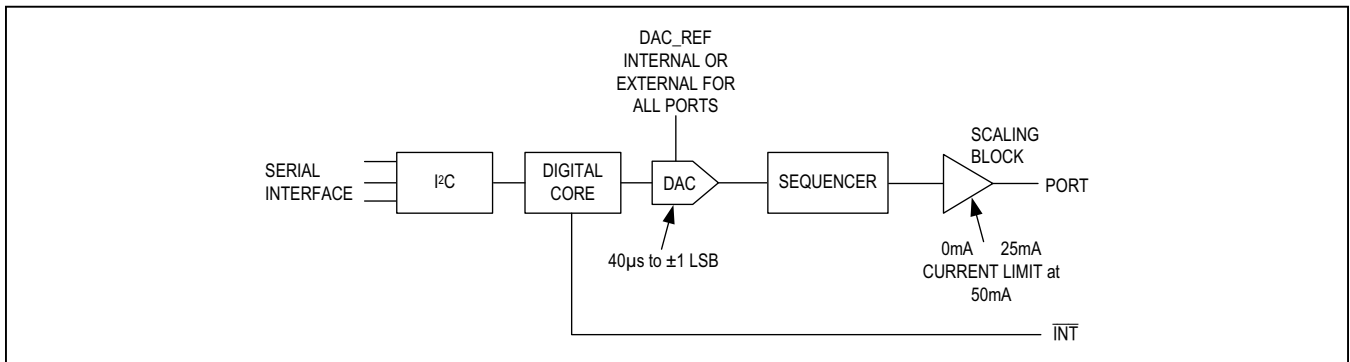 DAC_REF
INTERNAL OR
EXTERNAL FOR
ALL PORTS
SCALING
BLOCK
SERIAL
INTERFACE
I²C
DIGITAL
CORE
DAC
SEQUENCER
PORT
40µs to ±1 LSB
0mA 25mA
CURRENT LIMIT at
50mA
INT